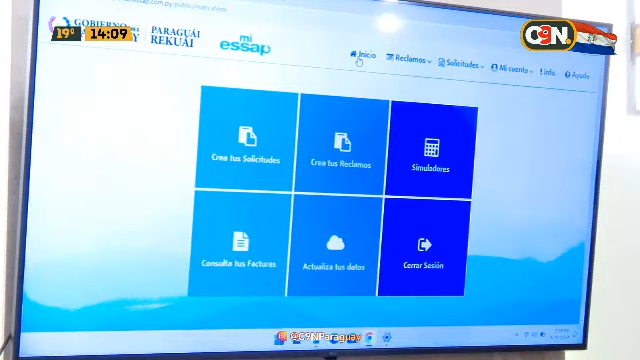 19° 14:09
C9N
GOBIERNO
PARAGUÁI
REKUÁI
mi
essap
Inicio
Reclamos
Solicitudes
Mi cuenta
Info.
Ayuda
Crea tus Solicitudes
Crea tus Reclamos
Simuladores
Consulta tus Facturas
Actualiza tus datos
Cerrar Sesión
@C9NParaguay